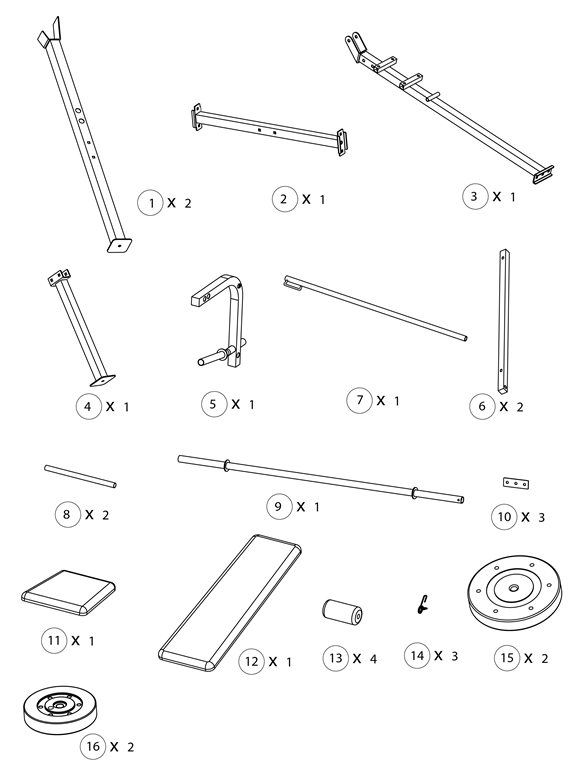 1 X 2
2 X 1
3 X 1
4 X 1
5 X 1
7 X 1
6 X 2
8 X 2
9 X 1
10 X 3
11 X 1
12 X 1
13 X 4
14 X 3
15 X 2
16 X 2